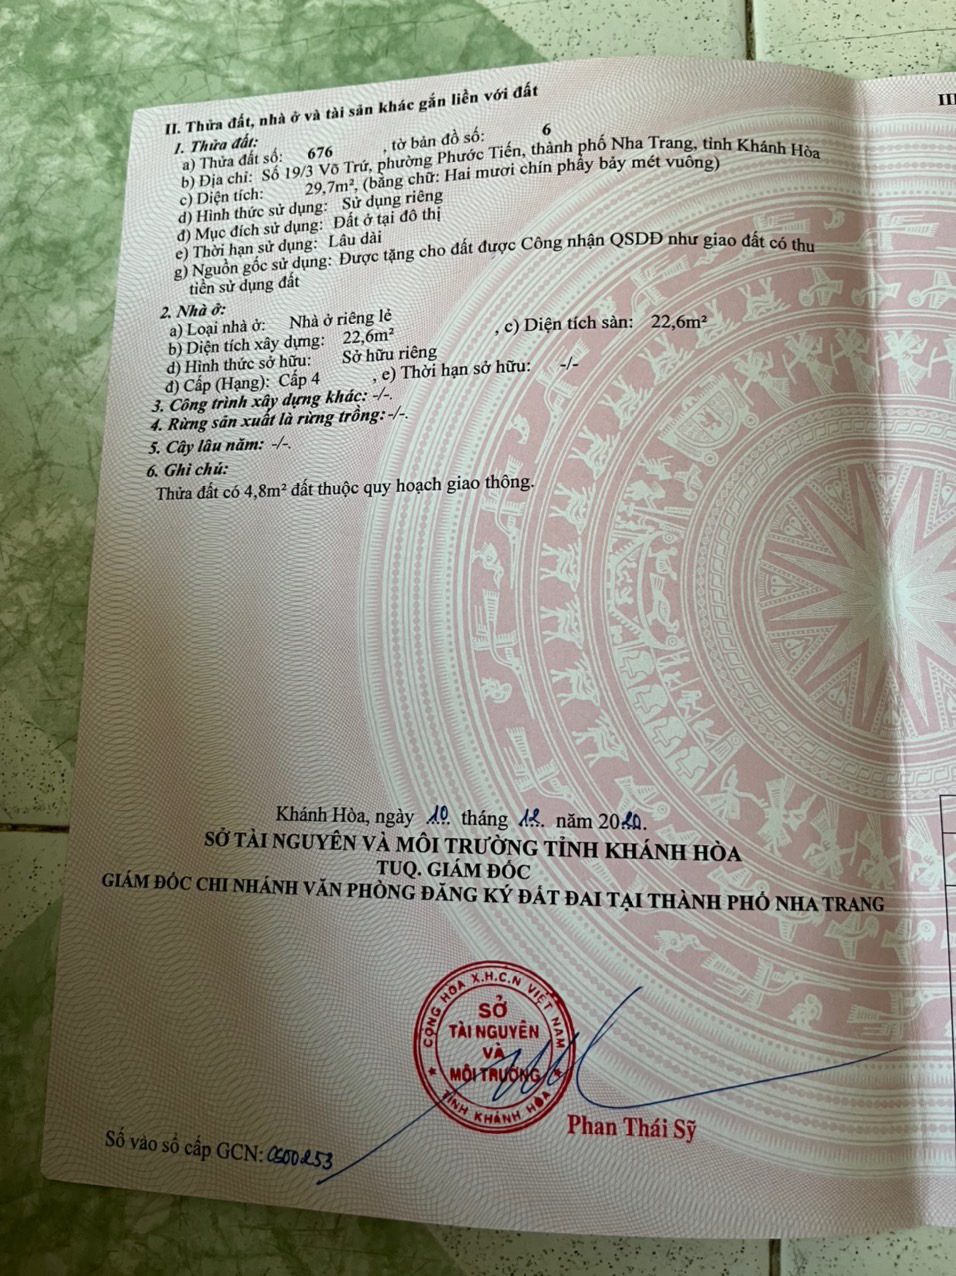 II. Thửa đất, nhà ở và tài sản khác gắn liền với đất
1. Thửa đất:
a) Thửa đất số: 676 , tờ bản đồ số: 6
b) Địa chỉ: Số 19/3 Võ Trứ, phường Phước Tiến, thành phố Nha Trang, tỉnh Khánh Hòa
c) Diện tích: 29,7m², (bằng chữ: Hai mươi chín phẩy bảy mét vuông)
d) Hình thức sử dụng: Sử dụng riêng
đ) Mục đích sử dụng: Đất ở tại đô thị
e) Thời hạn sử dụng: Lâu dài
g) Nguồn gốc sử dụng: Được tặng cho đất được Công nhận QSDĐ như giao đất có thu
tiền sử dụng đất
2. Nhà ở:
a) Loại nhà ở: Nhà ở riêng lẻ
b) Diện tích xây dựng: 22,6m² , c) Diện tích sàn: 22,6m²
d) Hình thức sở hữu: Sở hữu riêng
đ) Cấp (Hạng): Cấp 4 , e) Thời hạn sở hữu: -/-
3. Công trình xây dựng khác: -/-.
4. Rừng sản xuất là rừng trồng:-/-.
5. Cây lâu năm: -/-.
6. Ghi chú:
Thửa đất có 4,8m² đất thuộc quy hoạch giao thông.
III
Khánh Hòa, ngày 10 tháng 12 năm 2020.
SỞ TÀI NGUYÊN VÀ MÔI TRƯỜNG TỈNH KHÁNH HÒA
TUQ. GIÁM ĐỐC
GIÁM ĐỐC CHI NHÁNH VĂN PHÒNG ĐĂNG KÝ ĐẤT ĐAI TẠI THÀNH PHỐ NHA TRANG
CỘNG HÒA X.H.C.N VIỆT NAM
SỞ
TÀI NGUYÊN
VÀ
MÔI TRƯỜNG
TỈNH KHÁNH HÒA
Phan Thái Sỹ
Số vào sổ cấp GCN: